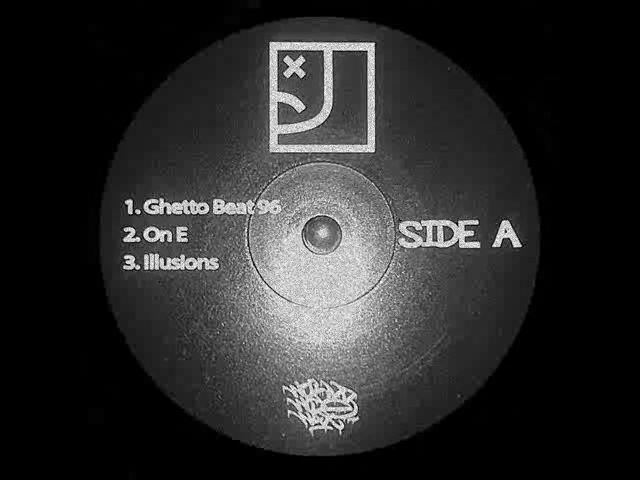 1. Ghetto Beat 96
2. On E
3. Illusions
SIDE A